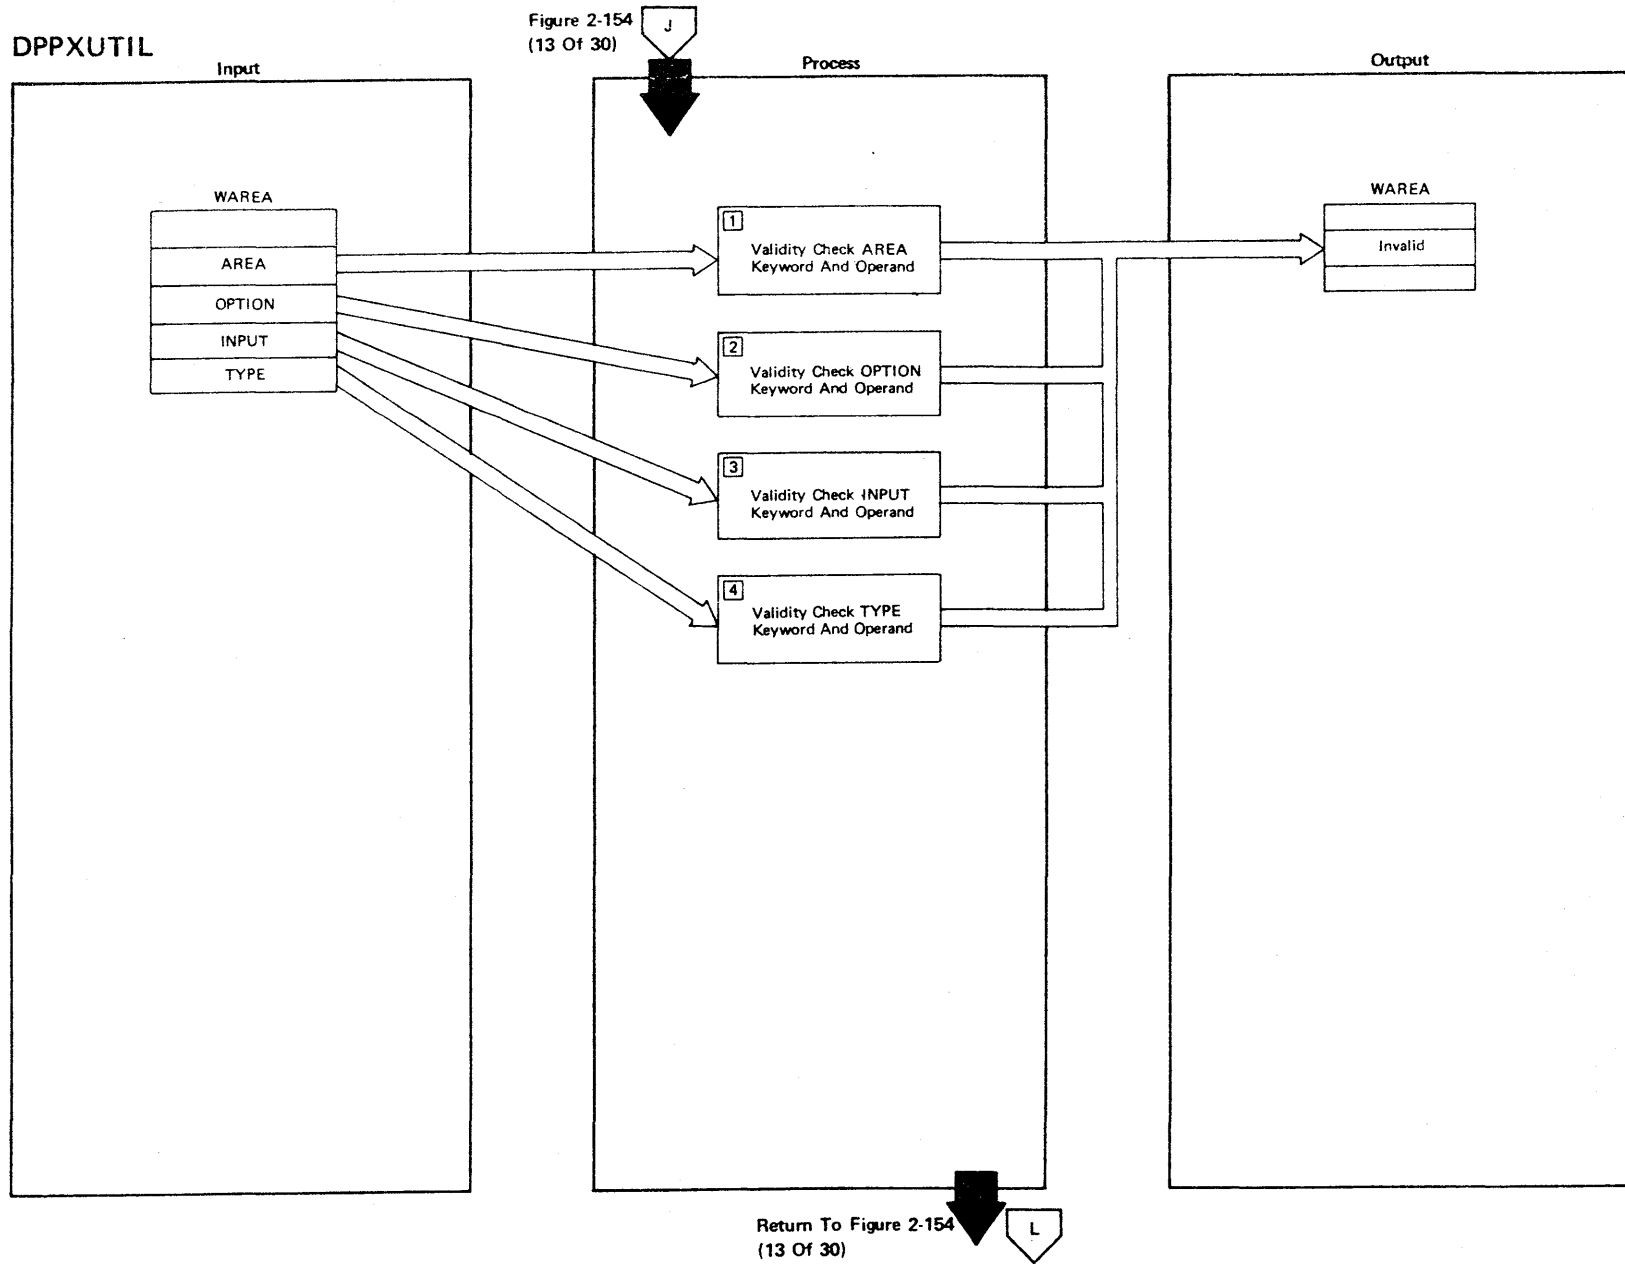 DPPXUTIL
Figure 2-154
(13 Of 30)
J
Input
Process
Output
WAREA
AREA
OPTION
INPUT
TYPE
1
Validity Check AREA
Keyword And Operand
2
Validity Check OPTION
Keyword And Operand
3
Validity Check INPUT
Keyword And Operand
4
Validity Check TYPE
Keyword And Operand
WAREA
Invalid
Return To Figure 2-154
(13 Of 30)
L